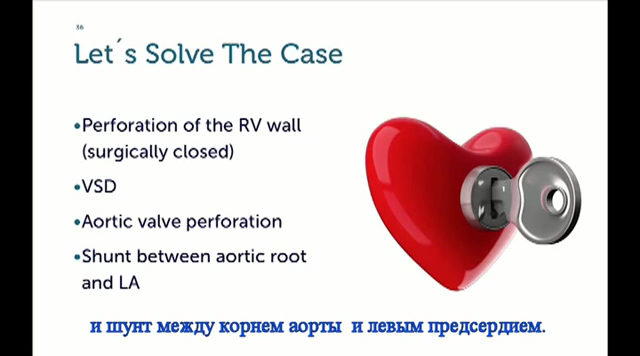 36
Let´s Solve The Case
•Perforation of the RV wall
(surgically closed)
•VSD
•Aortic valve perforation
•Shunt between aortic root
and LA
и шунт между корнем аорты и левым предсердием.